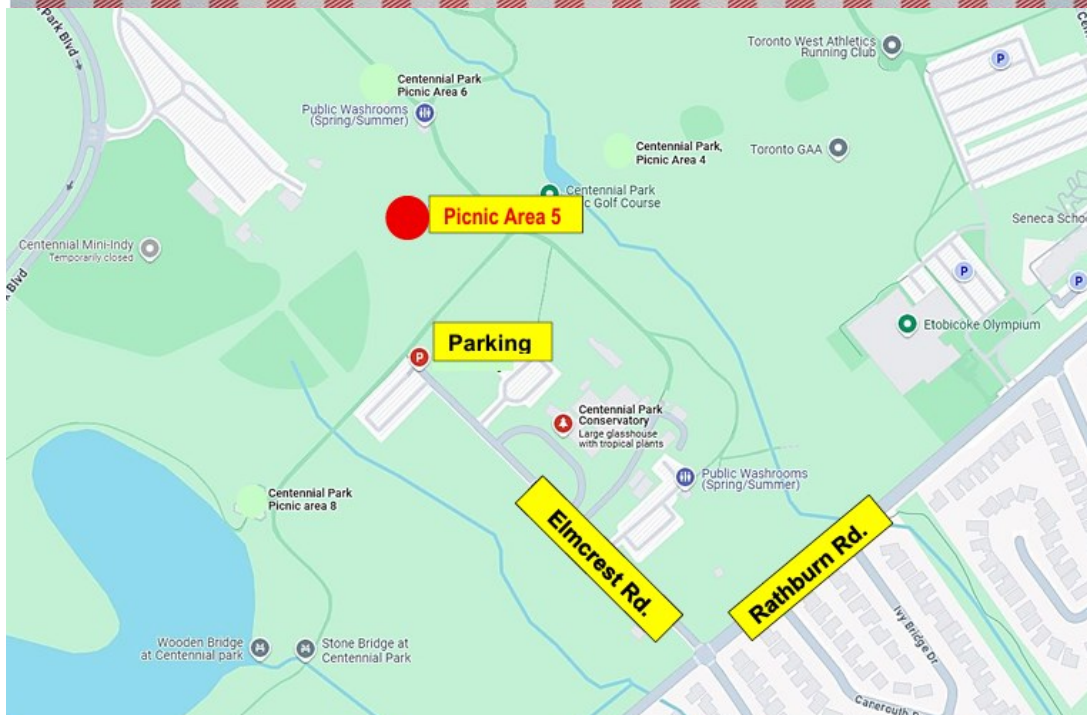 Park Blvd
Toronto West Athletics
Running Club
P
Centennial Park
Picnic Area 6
Public Washrooms
(Spring/Summer)
Centennial Park,
Picnic Area 4
Toronto GAA
Centennial Park
Golf Course
Picnic Area 5
Seneca
Centennial Mini-Indy
Temporarily closed
Blvd
P
P
Etobicoke Olympium
Parking
P
Centennial Park
Conservatory
Large glasshouse
with tropical plants
Public Washrooms
(Spring/Summer)
Centennial Park
Picnic area 8
Elmcrest Rd.
Rathburn Rd.
Ivy Bridge Dr
Wooden Bridge
at Centennial park
Stone Bridge at
Centennial Park